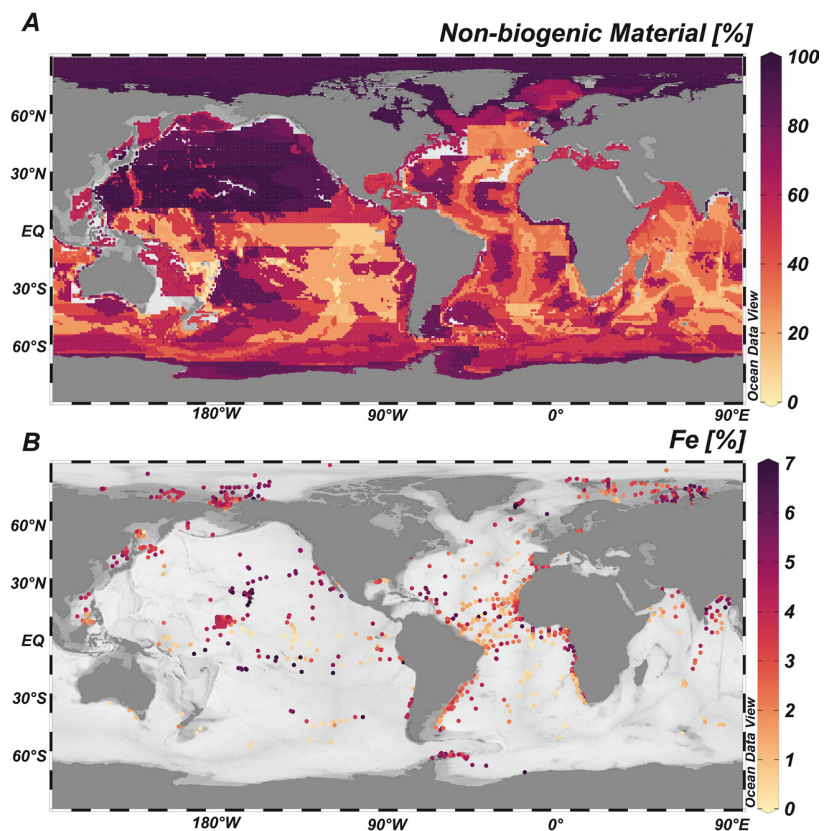 A
Non-biogenic Material [%]
60°N
30°N
EQ
30°S
60°S
180°W
90°W
0°
90°E
Ocean Data View
100
80
60
40
20
0
B
Fe [%]
60°N
30°N
EQ
30°S
60°S
180°W
90°W
0°
90°E
Ocean Data View
7
6
5
4
3
2
1
0